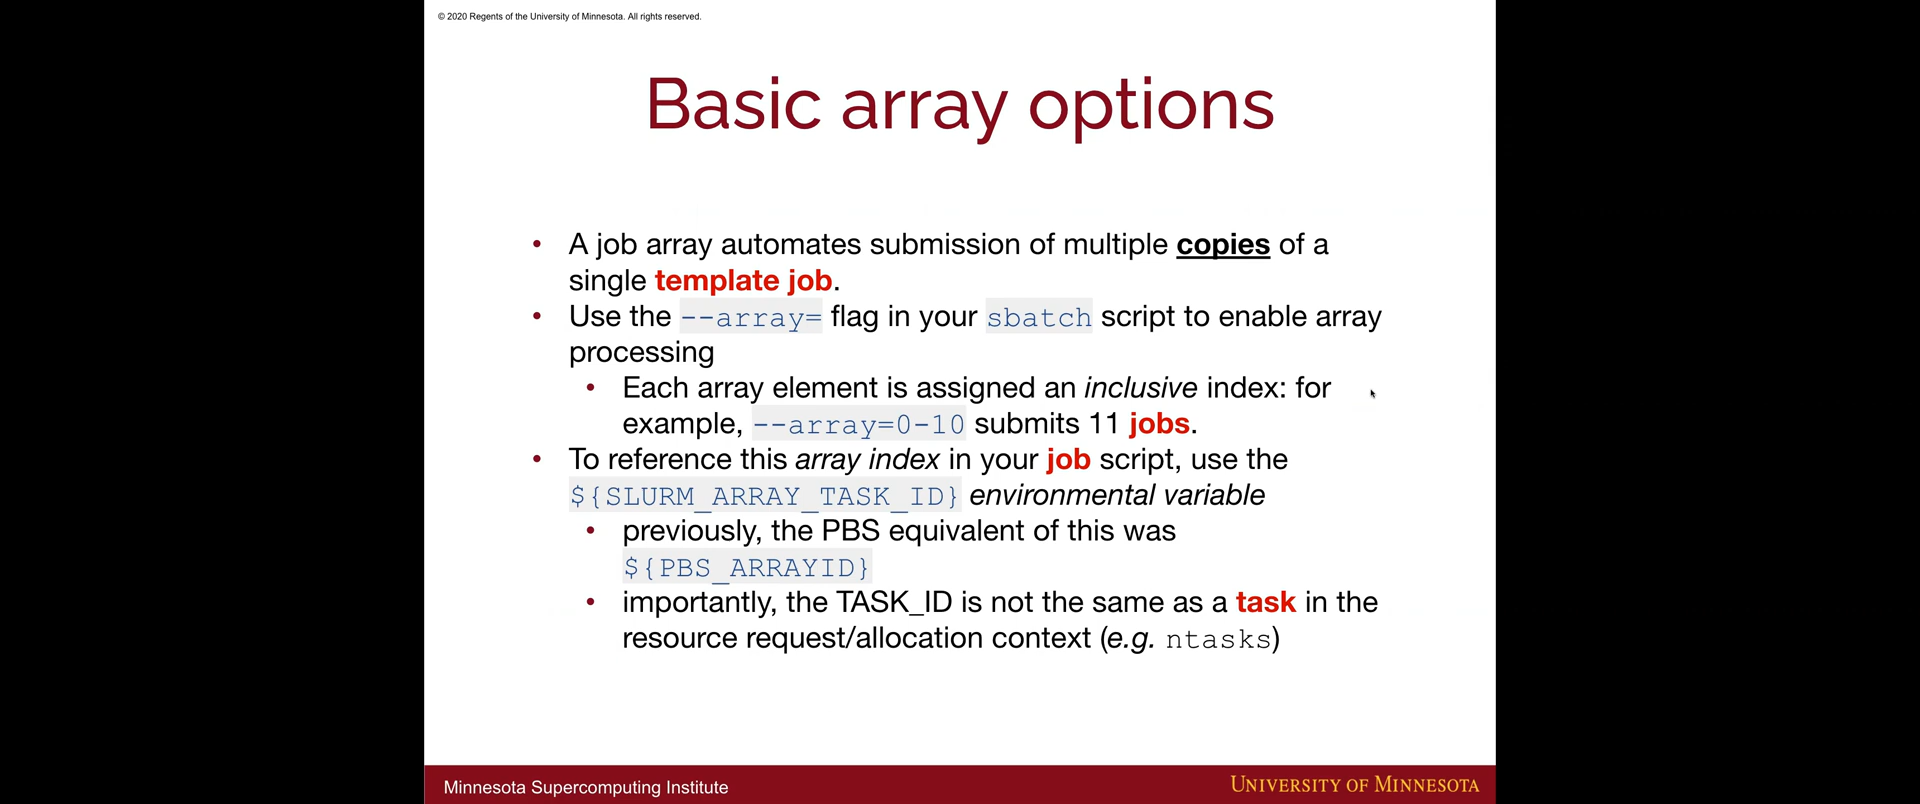 © 2020 Regents of the University of Minnesota. All rights reserved.
Basic array options
• A job array automates submission of multiple copies of a
single template job.
• Use the --array= flag in your sbatch script to enable array
processing
• Each array element is assigned an inclusive index: for
example, --array=0-10 submits 11 jobs.
• To reference this array index in your job script, use the
${SLURM_ARRAY_TASK_ID} environmental variable
• previously, the PBS equivalent of this was
${PBS_ARRAYID}
• importantly, the TASK_ID is not the same as a task in the
resource request/allocation context (e.g. ntasks)
Minnesota Supercomputing Institute
UNIVERSITY OF MINNESOTA